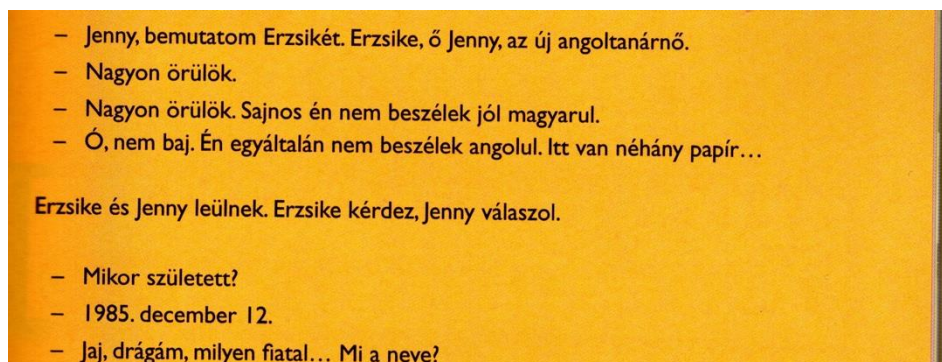 – Jenny, bemutatom Erzsikét. Erzsike, ő Jenny, az új angoltanárnő.
– Nagyon örülök.
– Nagyon örülök. Sajnos én nem beszélek jól magyarul.
– Ó, nem baj. Én egyáltalán nem beszélek angolul. Itt van néhány papír…
Erzsike és Jenny leülnek. Erzsike kérdez, Jenny válaszol.
– Mikor született?
– 1985. december 12.
– Jaj, drágám, milyen fiatal… Mi a neve?